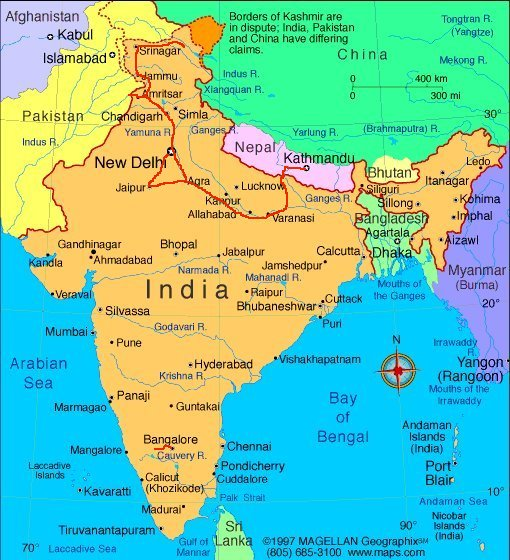 Afghanistan
Kabul
Islamabad
Srinagar
Borders of Kashmir are
in dispute; India, Pakistan
and China have differing
claims.
Tongtran R.
(Yangtze)
China
Mekong R.
Indus R.
Xiangquan R.
0 400 km
0 300 mi
Jammu
Amritsar
Pakistan
Chandigarh
Simla
30°
Indus R.
Yamuna R.
Ganges R.
Yarlung R.
(Brahmaputra) R.
Nepal
New Delhi
Kathmandu
Bhutan
Ledo
Jaipur
Agra
Lucknow
Siliguri
Itanagar
Kanpur
Ganges R.
Sillong
Kohima
Allahabad
Varanasi
Bangladesh
Imphal
Agartala
Gandhinagar
Bhopal
Jabalpur
Calcutta
Dhaka
Aizawl
Kandla
Ahmadabad
Jamshedpur
Myanmar
(Burma)
Narmada R.
Mahanadi R.
Mouths of
the Ganges
Veraval
India
Raipur
Cuttack
Silvassa
Bhubaneshwar
20°
Puri
Mumbai
Godavari R.
Irrawaddy
R.
Pune
N
Yangon
(Rangoon)
Arabian
Sea
Hyderabad
Vishakhapatnam
Krishna R.
Mouths of the
Irrawaddy
Panaji
Marmagao
Guntakal
Bay
of
Bengal
Andaman
Islands
(India)
Bangalore
Mangalore
Cauvery R.
Chennai
Laccadive
Islands
Pondicherry
Port
Blair
Calicut
(Khozikode)
Cuddalore
Kavaratti
10°
Madurai
Palk Strait
Andaman Sea
Nicobar
Islands
(India)
Tiruvanantapuram
Sri
Lanka
70°
Laccadive Sea
Gulf of
Mannar
©1997 MAGELLAN Geographix℠
(805) 685-3100 www.maps.com
90°